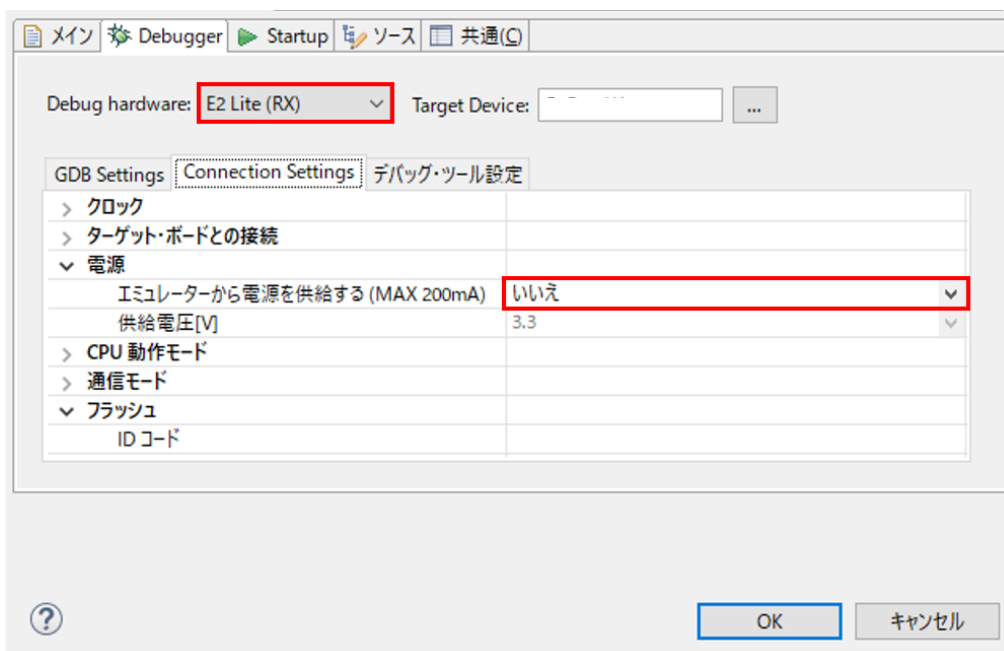 メイン Debugger Startup ソース 共通(C)
Debug hardware: E2 Lite (RX) Target Device: ...
GDB Settings Connection Settings デバッグ・ツール設定
クロック
ターゲット・ボードとの接続
電源
エミュレーターから電源を供給する (MAX 200mA) いいえ
供給電圧[V] 3.3
CPU 動作モード
通信モード
フラッシュ
ID コード
? OK キャンセル